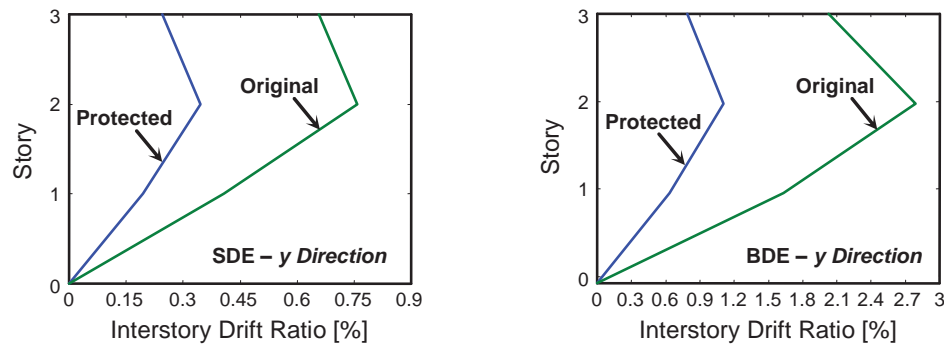 3
2
1
0
Story
Original
Protected
SDE – y Direction
0 0.15 0.3 0.45 0.6 0.75 0.9
Interstory Drift Ratio [%]
3
2
1
0
Story
Original
Protected
BDE – y Direction
0 0.3 0.6 0.9 1.2 1.5 1.8 2.1 2.4 2.7 3
Interstory Drift Ratio [%]